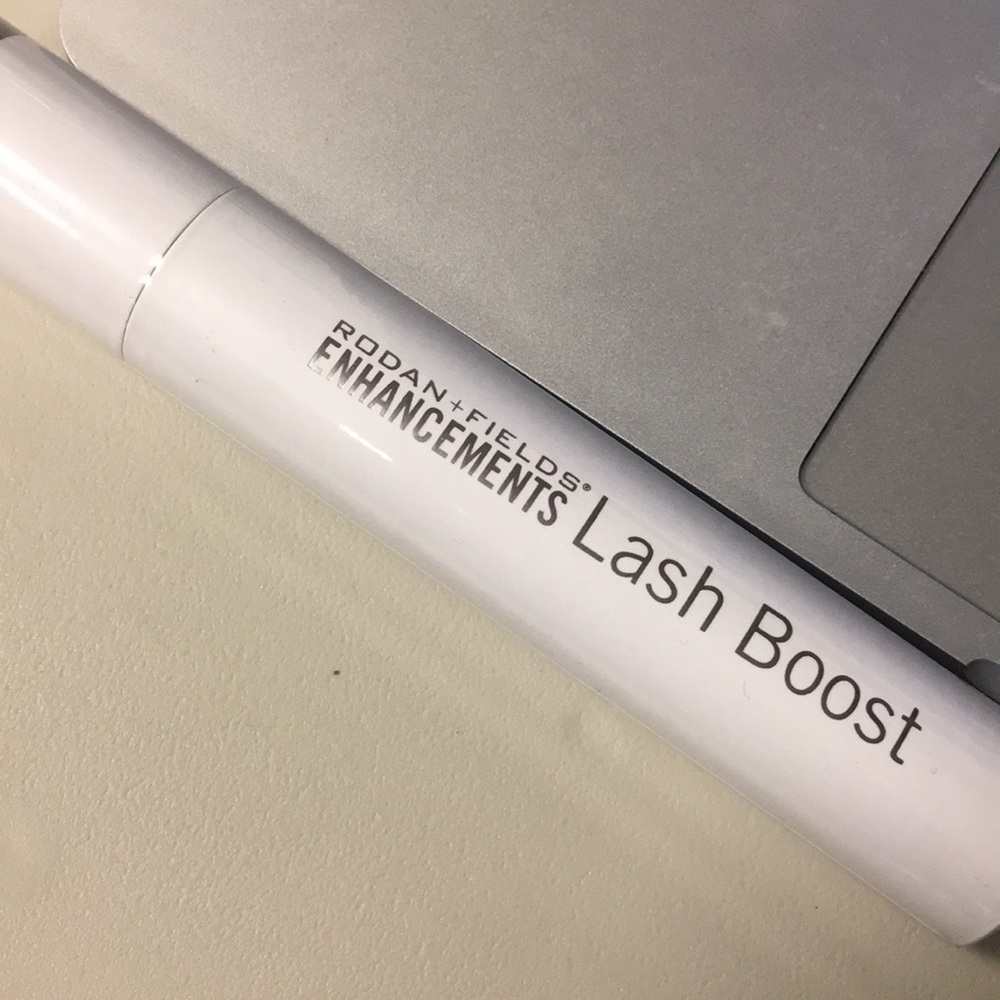 RODAN+FIELDS®
ENHANCEMENTS
Lash Boost